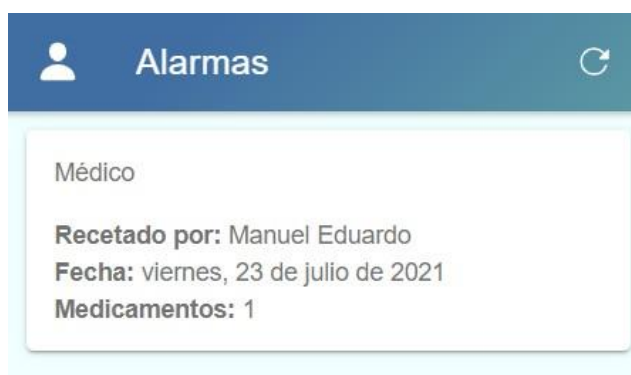 Alarmas
Médico
Recetado por: Manuel Eduardo
Fecha: viernes, 23 de julio de 2021
Medicamentos: 1